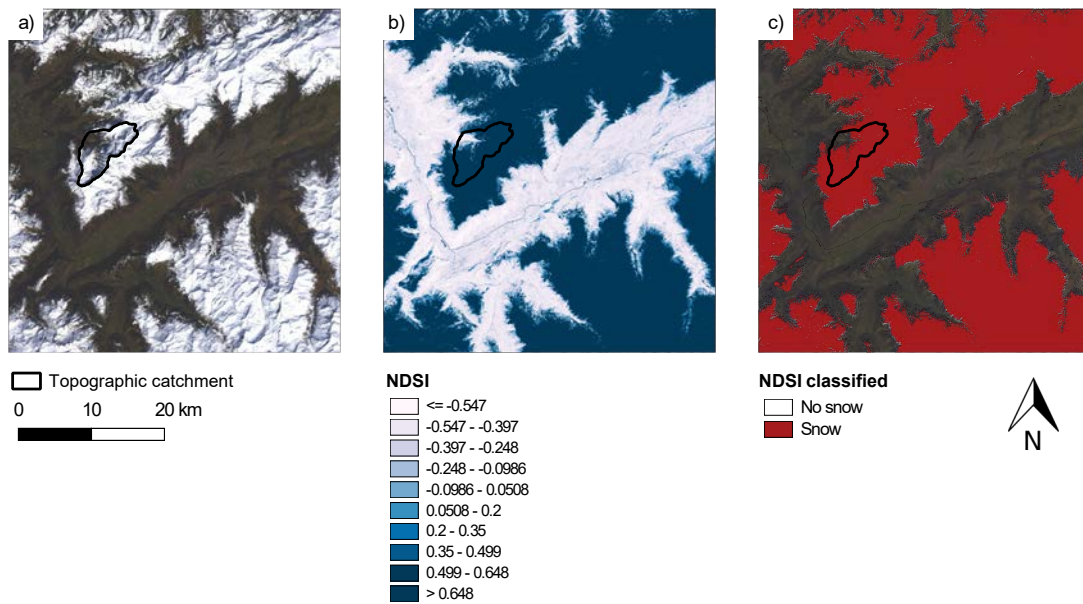 a)
b)
c)
Topographic catchment
0 10 20 km
NDSI
<= -0.547
-0.547 - -0.397
-0.397 - -0.248
-0.248 - -0.0986
-0.0986 - 0.0508
0.0508 - 0.2
0.2 - 0.35
0.35 - 0.499
0.499 - 0.648
> 0.648
NDSI classified
No snow
Snow
N